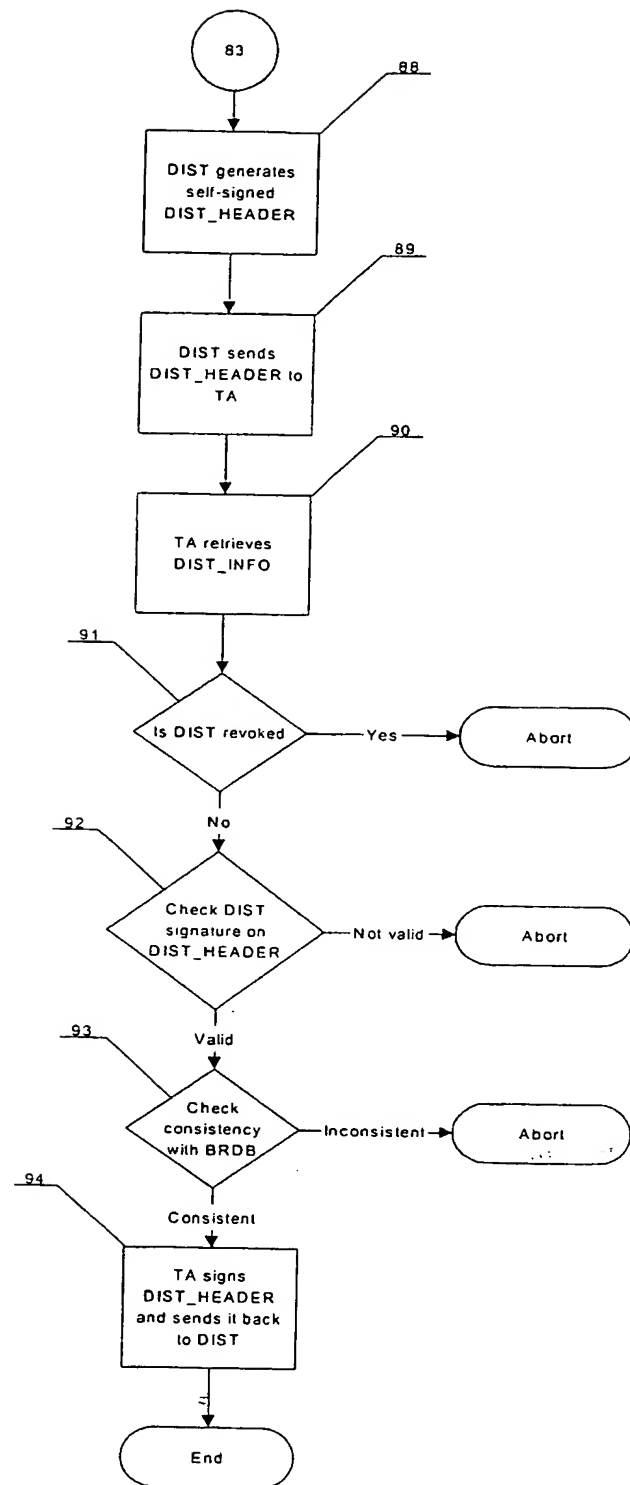 83
88
DIST generates
self-signed
DIST_HEADER
89
DIST sends
DIST_HEADER to
TA
90
TA retrieves
DIST_INFO
91
Is DIST revoked
Yes
Abort
No
92
Check DIST
signature on
DIST_HEADER
Not valid
Abort
Valid
93
Check
consistency
with BRDB
Inconsistent
Abort
94
Consistent
TA signs
DIST_HEADER
and sends it back
to DIST
End